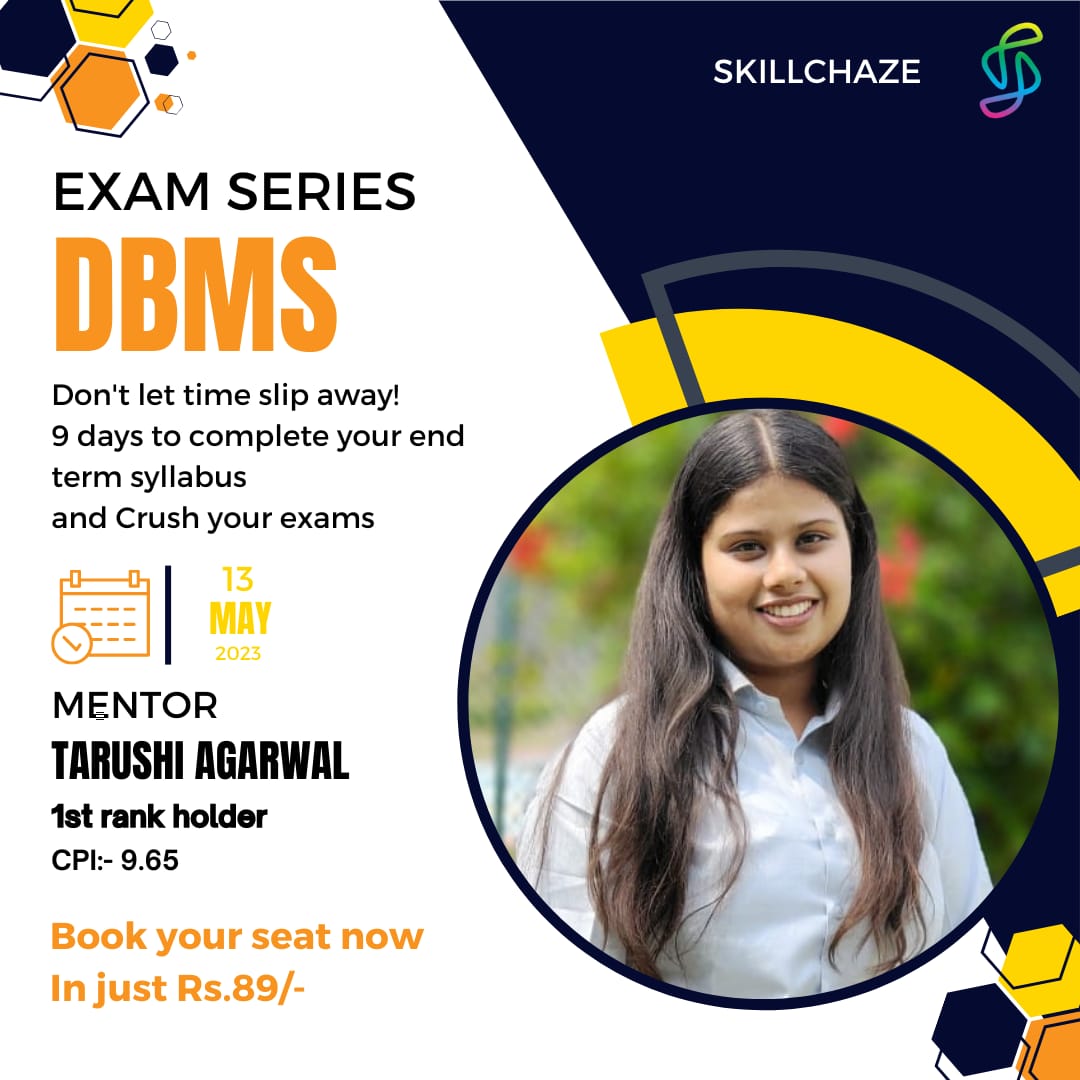 SKILLCHAZE
EXAM SERIES
DBMS
Don't let time slip away!
9 days to complete your end
term syllabus
and Crush your exams
13
MAY
2023
MENTOR
TARUSHI AGARWAL
1st rank holder
CPI:- 9.65
Book your seat now
In just Rs.89/-